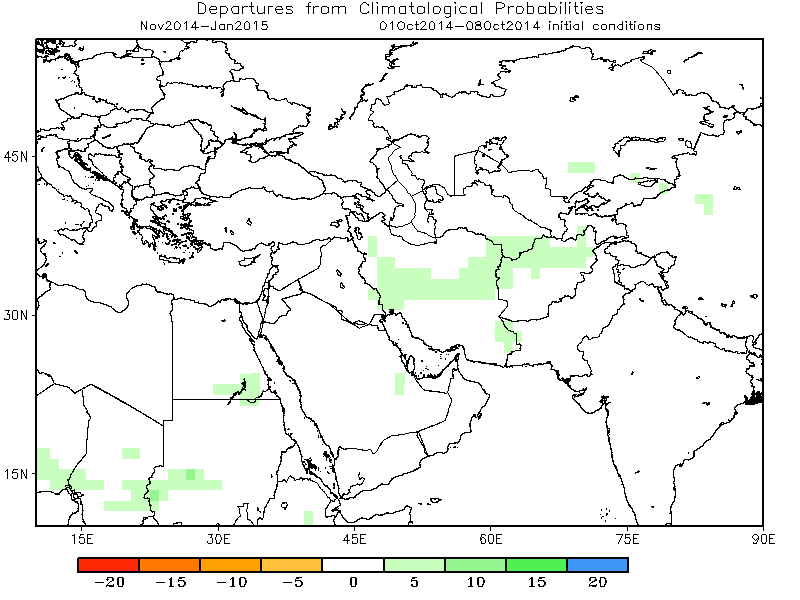 Departures from Climatological Probabilities
Nov2014–Jan2015 01Oct2014–08Oct2014 initial conditions
45N
30N
15N
15E 30E 45E 60E 75E 90E
−20 −15 −10 −5 0 5 10 15 20